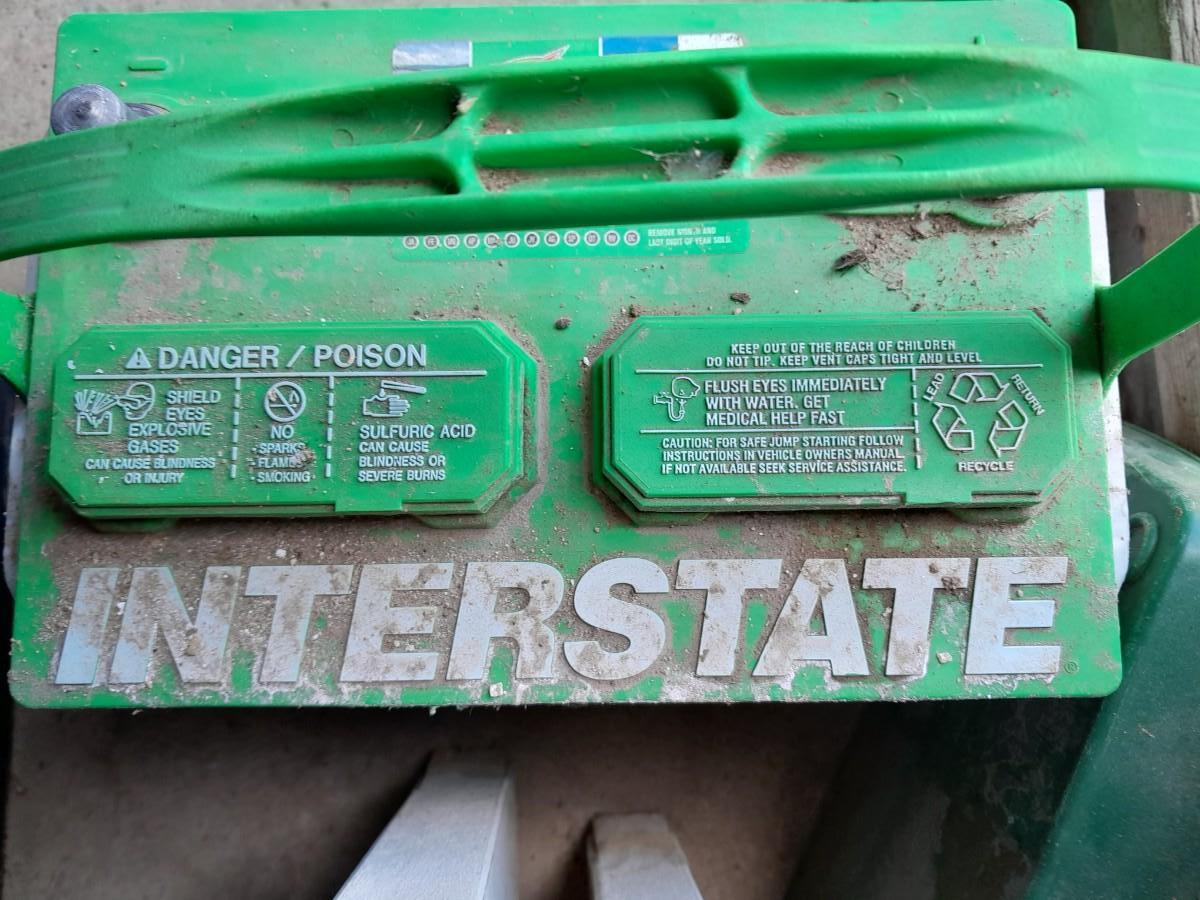 REMOVE MONTH AND
LAST DIGIT OF YEAR SOLD.
DANGER / POISON
SHIELD
EYES
EXPLOSIVE
GASES
CAN CAUSE BLINDNESS
OR INJURY
NO
• SPARKS
• FLAMES
• SMOKING
SULFURIC ACID
CAN CAUSE
BLINDNESS OR
SEVERE BURNS
KEEP OUT OF THE REACH OF CHILDREN
DO NOT TIP. KEEP VENT CAPS TIGHT AND LEVEL
FLUSH EYES IMMEDIATELY
WITH WATER. GET
MEDICAL HELP FAST
CAUTION: FOR SAFE JUMP STARTING FOLLOW
INSTRUCTIONS IN VEHICLE OWNERS MANUAL.
IF NOT AVAILABLE SEEK SERVICE ASSISTANCE.
LEAD
RETURN
RECYCLE
INTERSTATE®